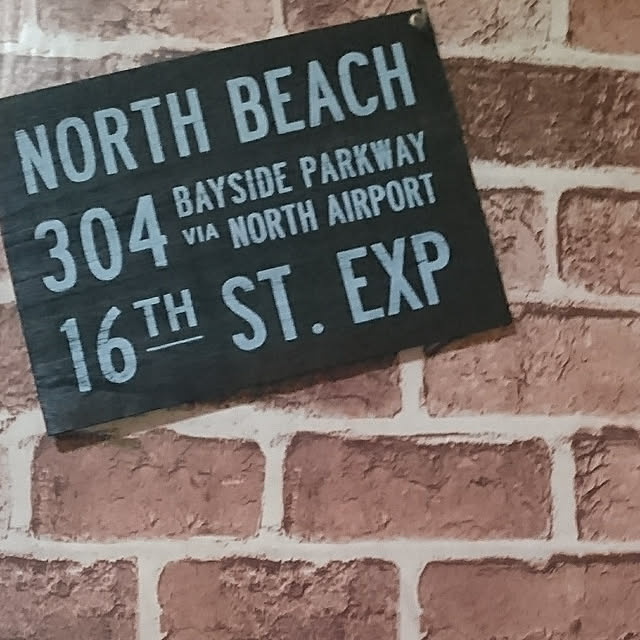 NORTH BEACH
304 BAYSIDE PARKWAY
VIA NORTH AIRPORT
16TH ST. EXP